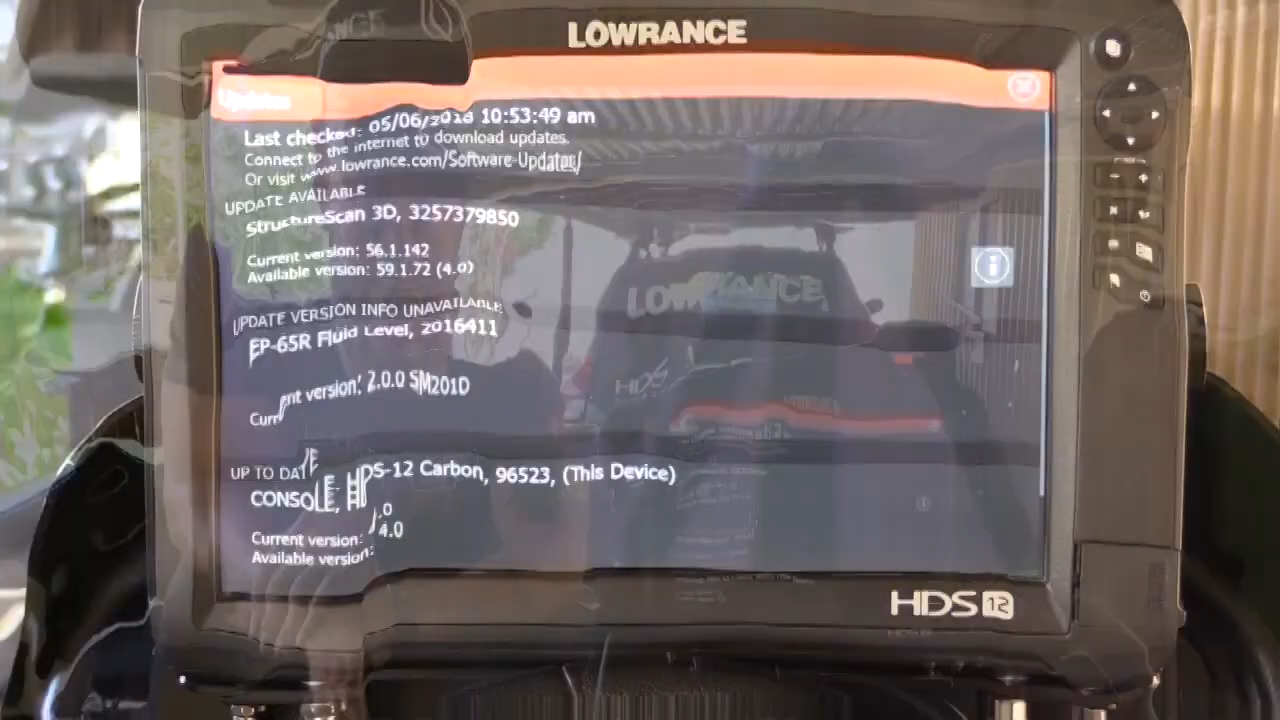 LOWRANCE
Updates
Last checked: 05/06/2018 10:53:49 am
Connect to the internet to download updates.
Or visit www.lowrance.com/Software-Updates/
UPDATE AVAILABLE
StructureScan 3D, 3257379850
Current version: 56.1.142
Available version: 59.1.72 (4.0)
UPDATE VERSION INFO UNAVAILABLE
EP-65R Fluid Level, 2016411
Current version: 2.0.0 SM201D
UP TO DATE
CONSOLE, HDS-12 Carbon, 96523, (This Device)
Current version:
Available version: 4.0
LOWRANCE
HDS
HDS 12